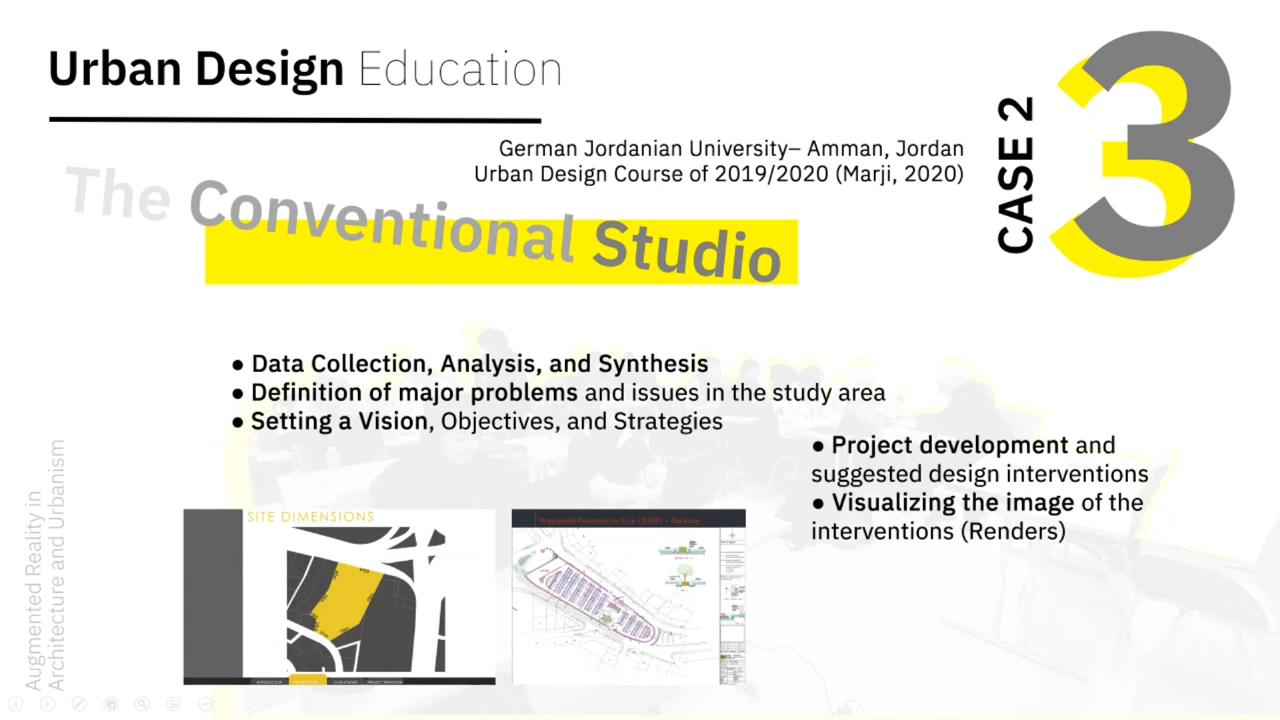 Urban Design Education
German Jordanian University– Amman, Jordan
Urban Design Course of 2019/2020 (Marji, 2020)
CASE 2
3
The Conventional Studio
● Data Collection, Analysis, and Synthesis
● Definition of major problems and issues in the study area
● Setting a Vision, Objectives, and Strategies
● Project development and
suggested design interventions
● Visualizing the image of the
interventions (Renders)
SITE DIMENSIONS
Augmented Reality in
Architecture and Urbanism